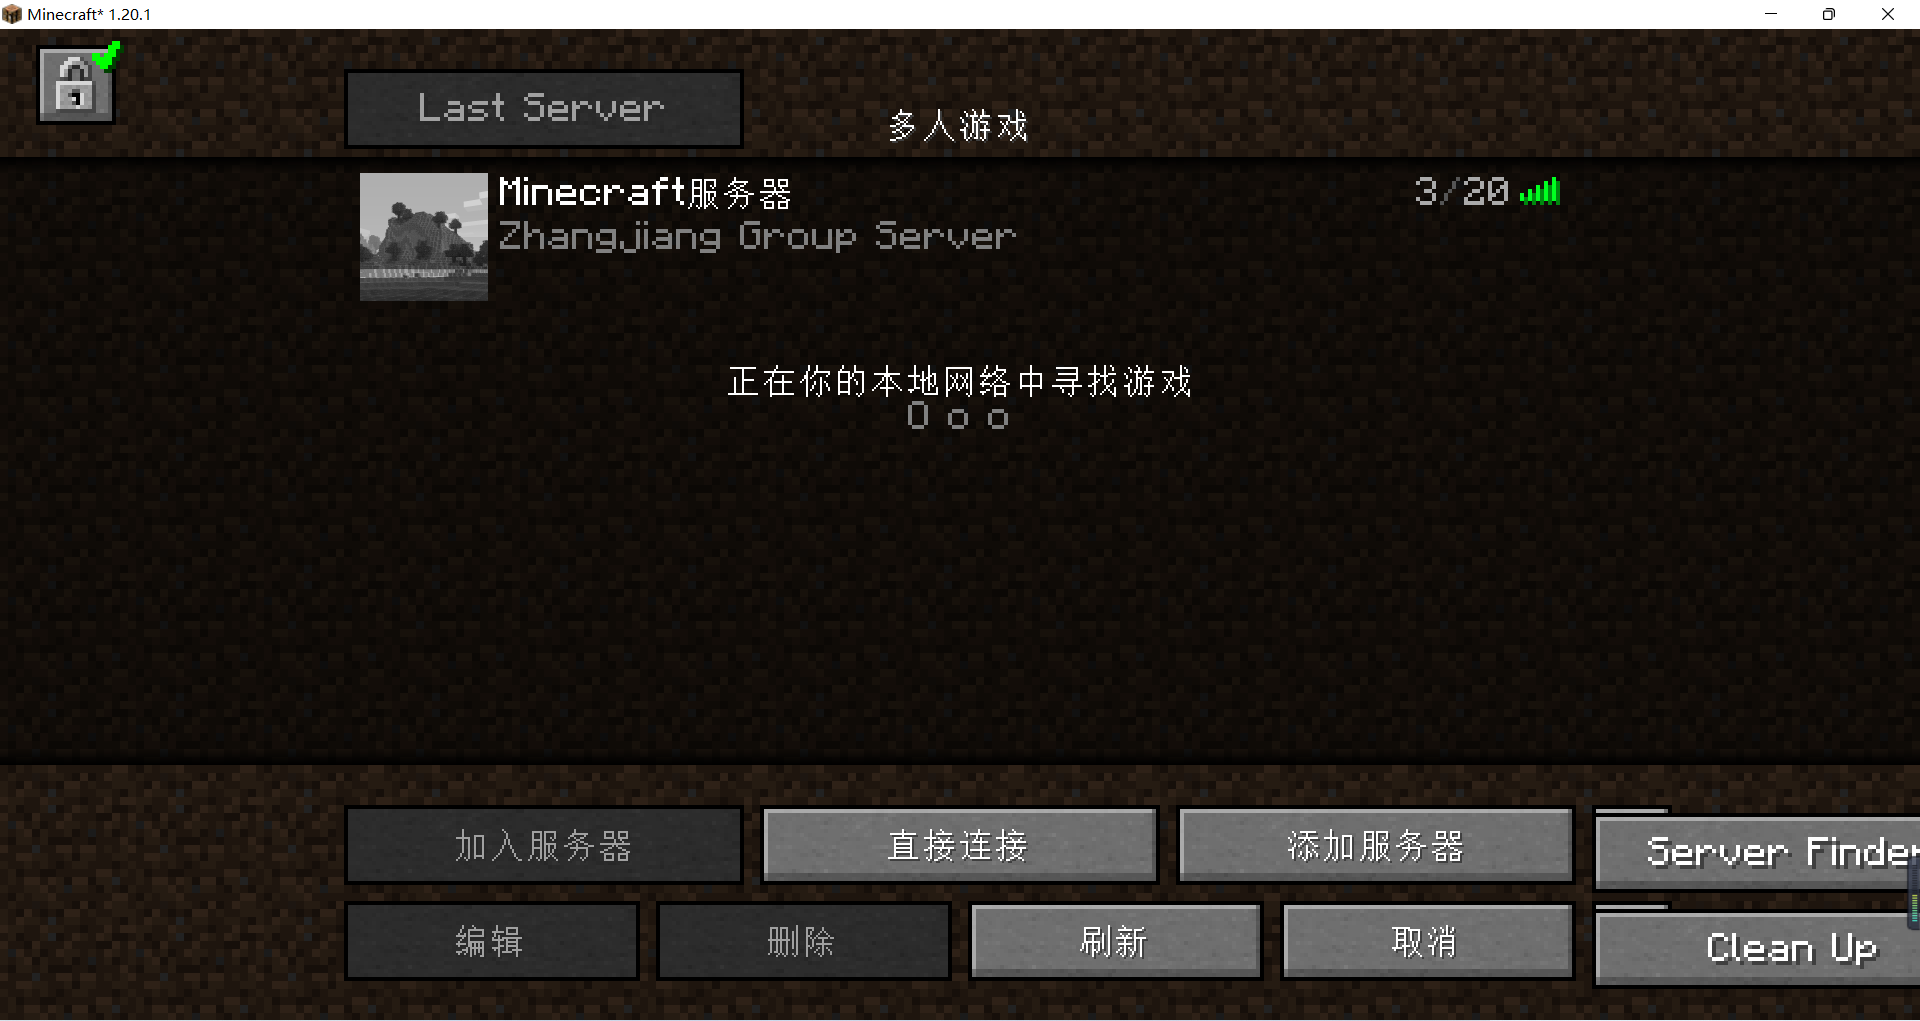 Minecraft* 1.20.1
Last Server
多人游戏
Minecraft服务器
3/20
Zhangjiang Group Server
正在你的本地网络中寻找游戏
O o o
加入服务器
直接连接
添加服务器
Server Finder
编辑
删除
刷新
取消
Clean Up